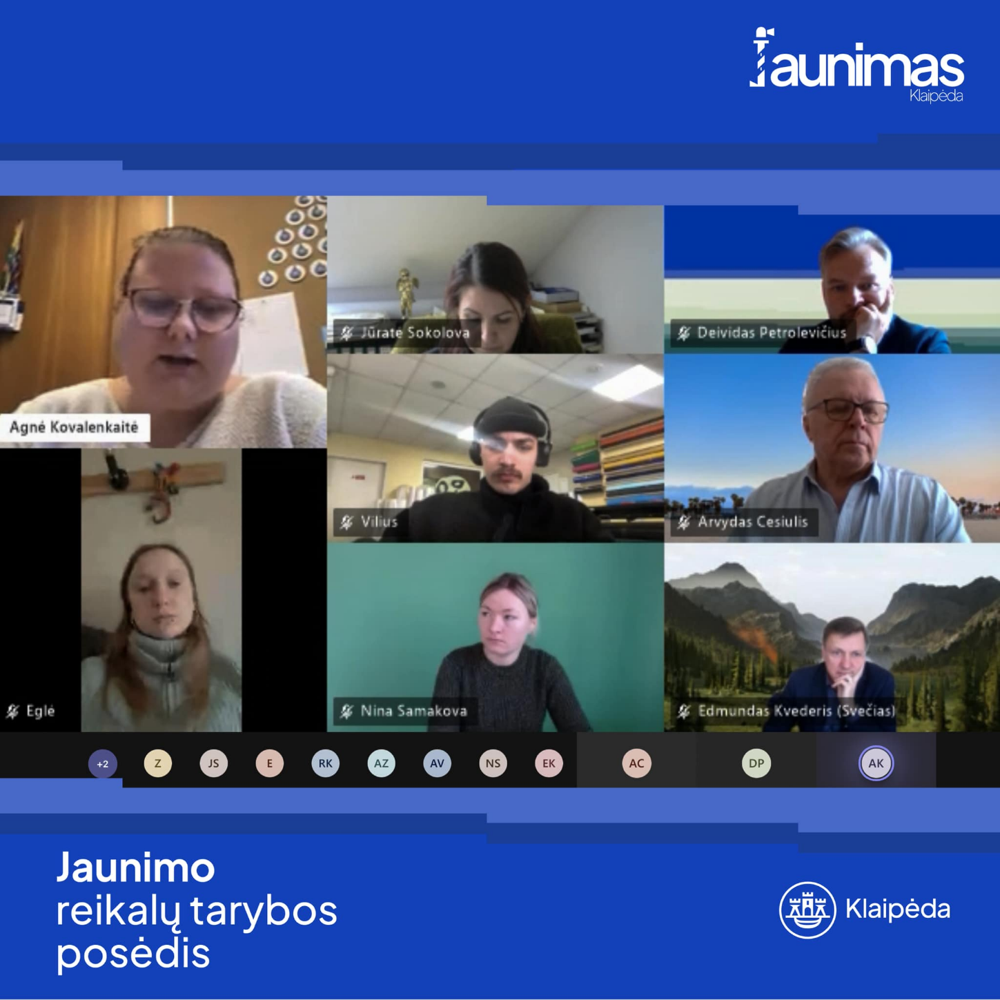 Jaunimas
Klaipėda
Jūratė Sokolova
Deividas Petrolevičius
Agnė Kovalenkaitė
Vilius
Arvydas Cesiulis
Eglė
Nina Samakova
Edmundas Kvederis (Svečias)
+2 Z JS E RK AZ AV NS EK AC DP AK
Jaunimo
reikalų tarybos
posėdis
Klaipėda